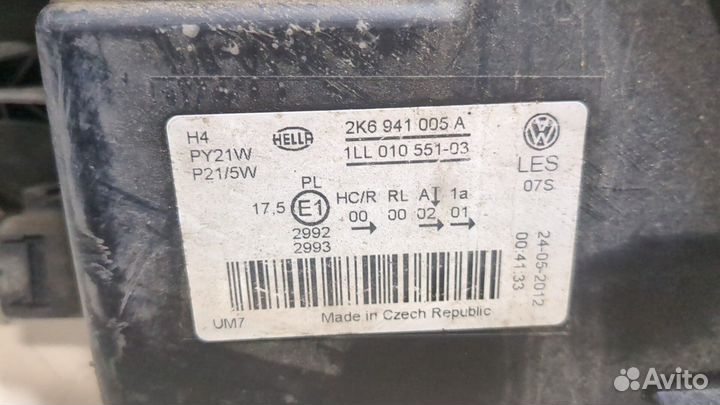 H4
PY21W
P21/5W
HELLA
2K6 941 005 A
1LL 010 551-03
LES
07S
PL
17.5 E1
HC/R RL A 1a
00 00 02 01
2992
2993
24-05-2012
00:41:33
UM7
Made in Czech Republic
Avito